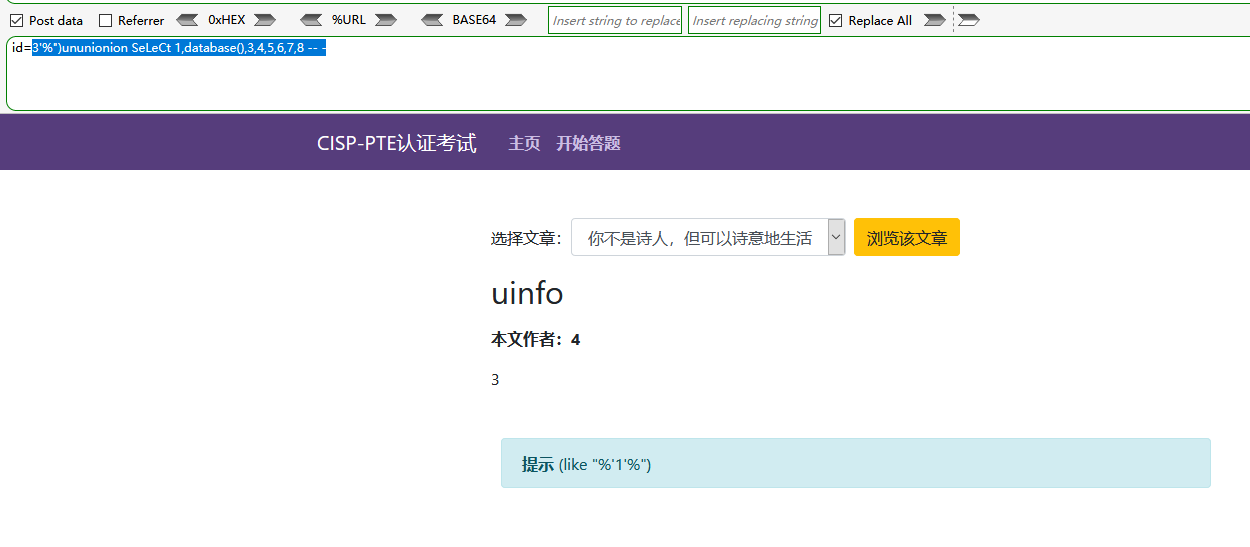 Post data Referrer 0xHEX %URL BASE64 Insert string to replace Insert replacing string Replace All
id=3'%")ununionion SeLeCt 1,database(),3,4,5,6,7,8 -- -
CISP-PTE认证考试 主页 开始答题
选择文章： 你不是诗人，但可以诗意地生活 浏览该文章
uinfo
本文作者：4
3
提示 (like "%'1'%")